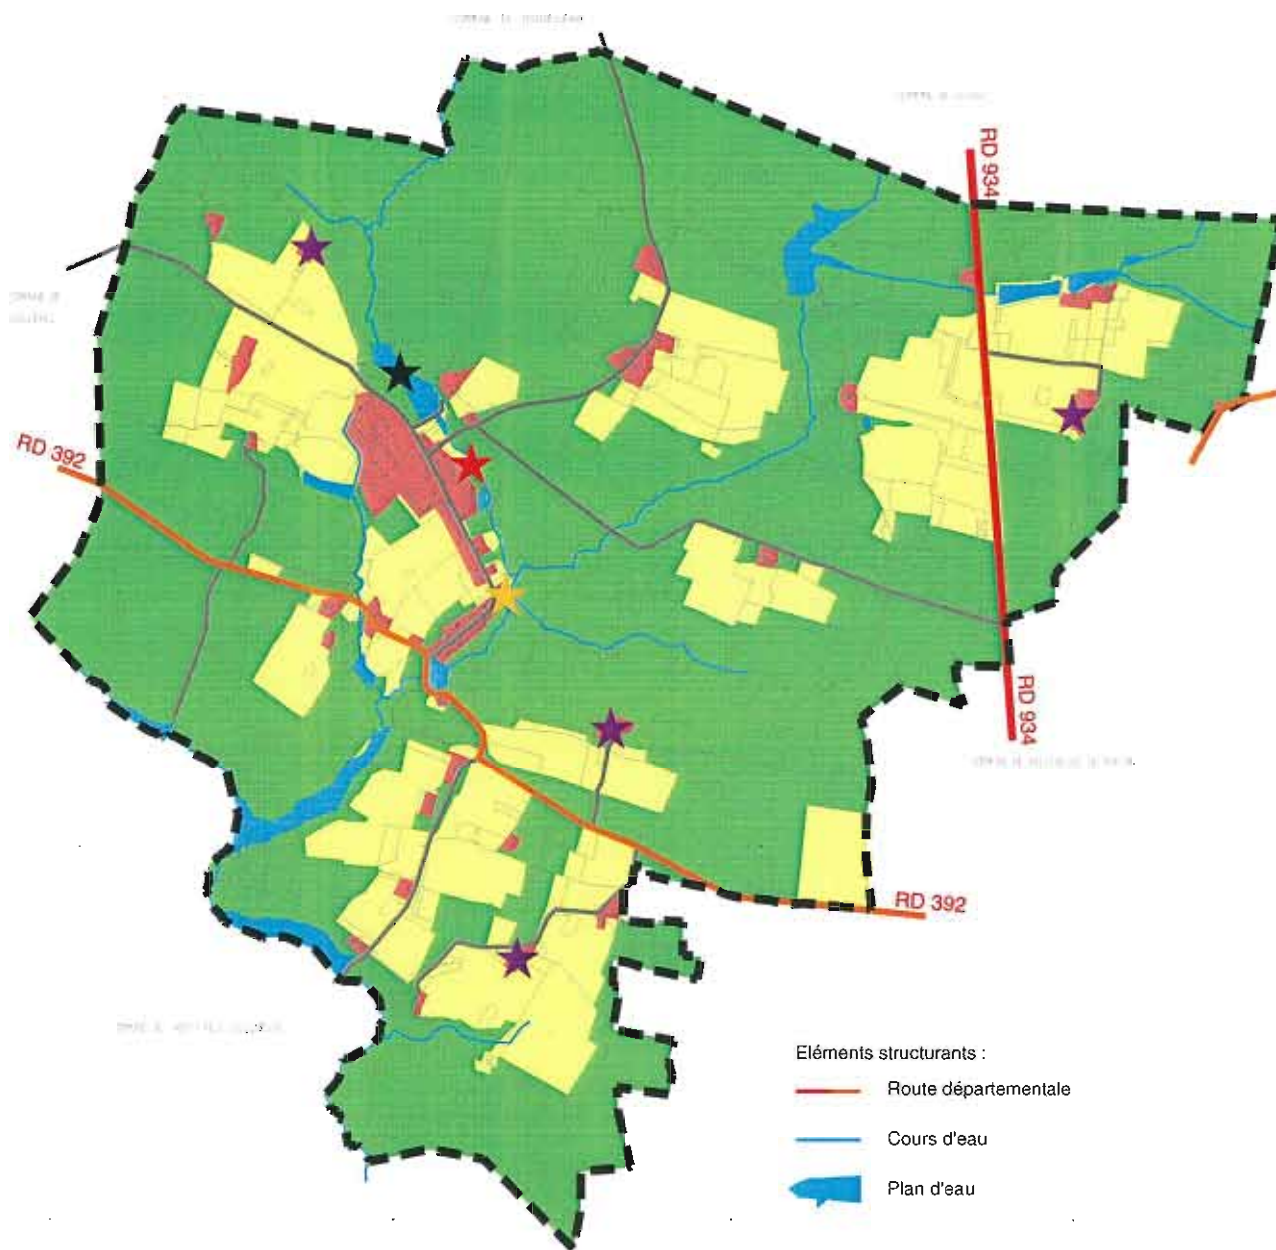 RD 934
RD 392
RD 934
RD 392
Eléments structurants :
Route départementale
Cours d'eau
Plan d'eau